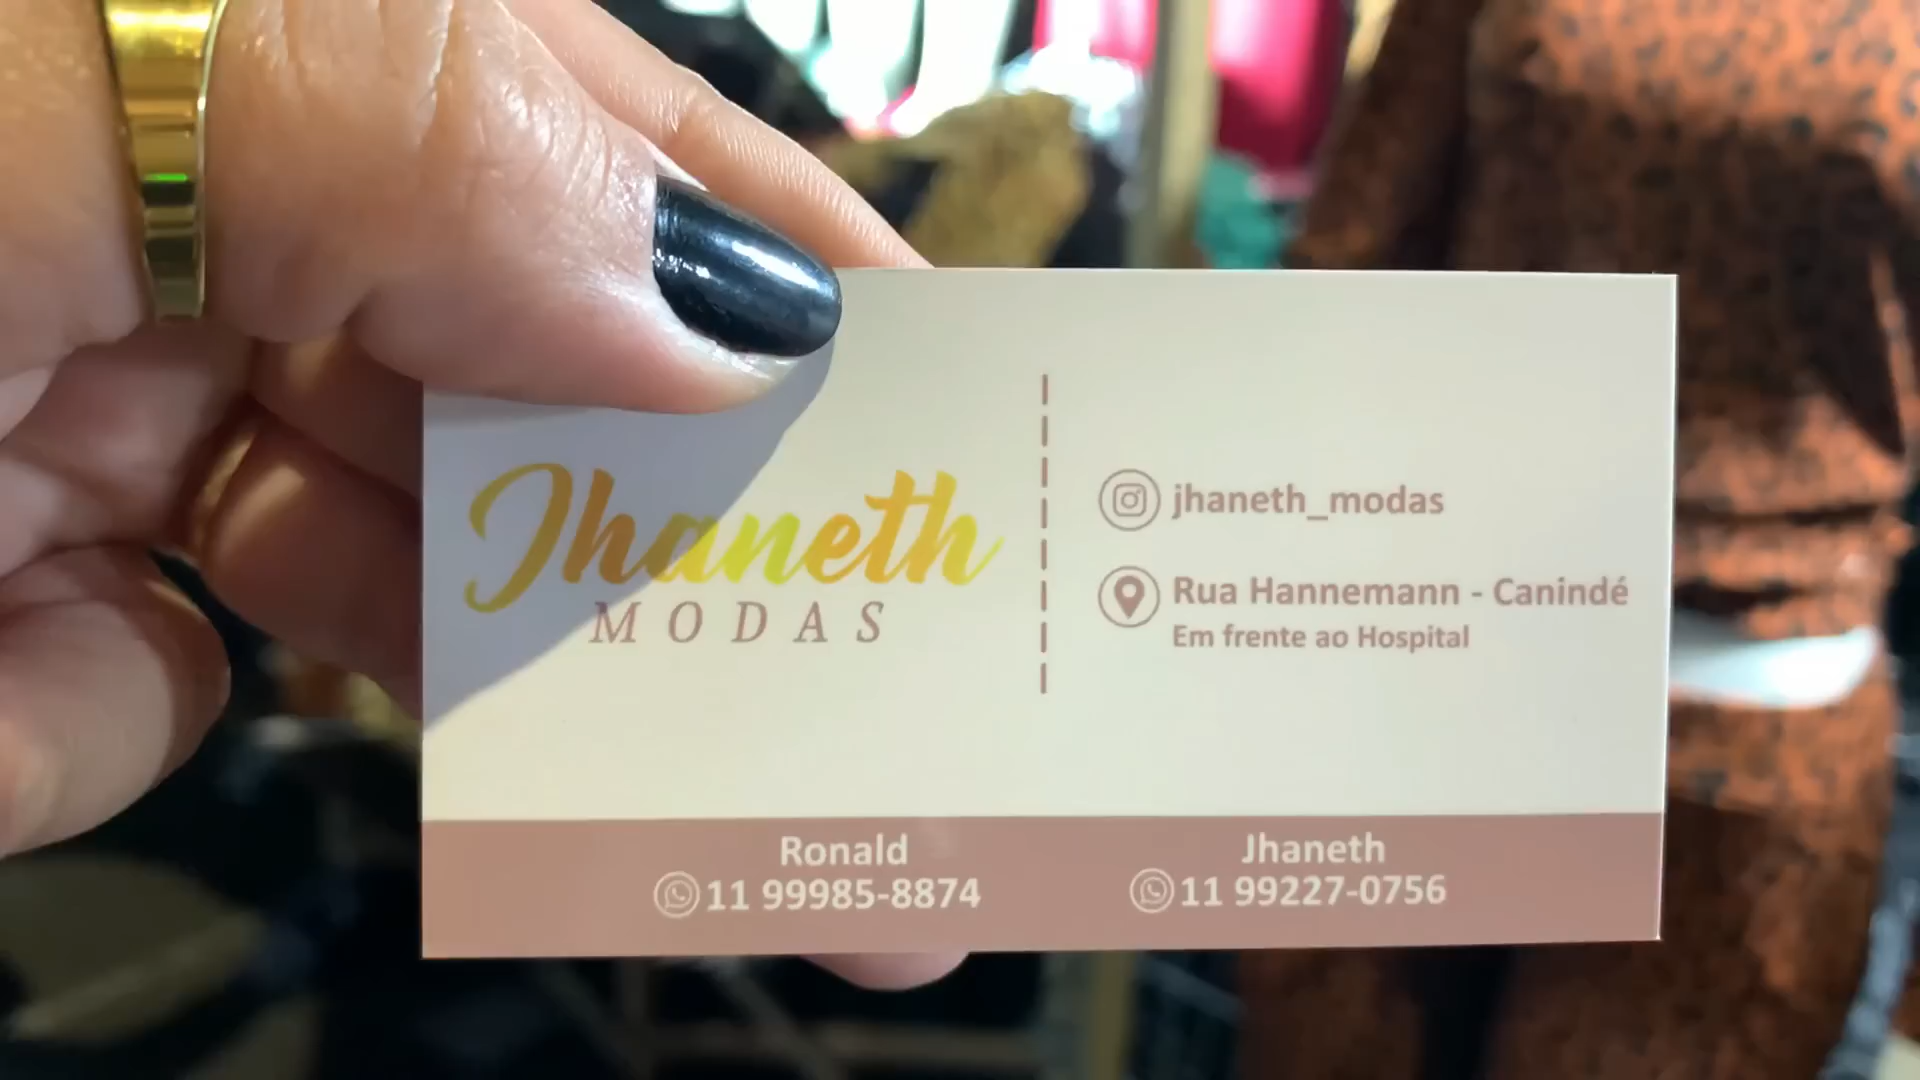 Jhaneth
MODAS
jhaneth_modas
Rua Hannemann - Canindé
Em frente ao Hospital
Ronald
11 99985-8874
Jhaneth
11 99227-0756